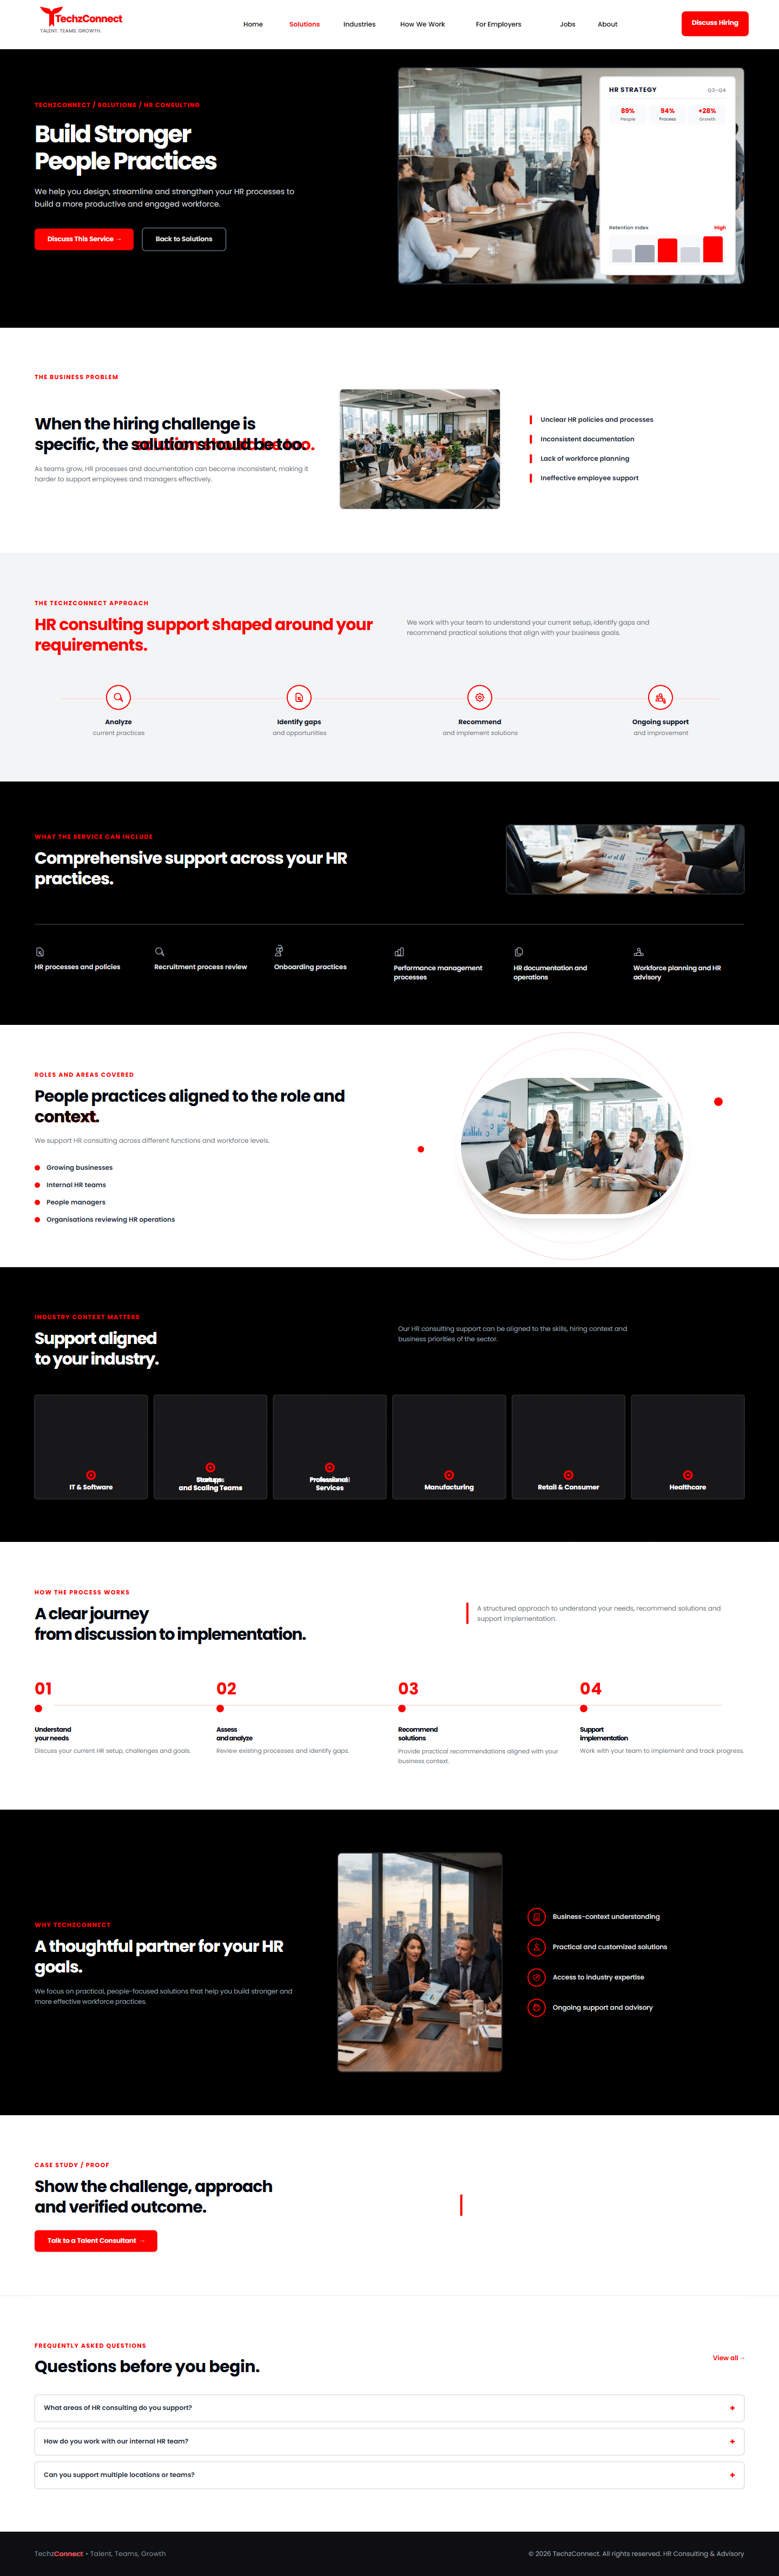 TechzConnect
TALENT. TEAMS. GROWTH.
Home
Solutions
Industries
How We Work
For Employers
Jobs
About
Discuss Hiring
TECHZCONNECT / SOLUTIONS / HR CONSULTING
Build Stronger
People Practices
We help you design, streamline and strengthen your HR processes to
build a more productive and engaged workforce.
Discuss This Service →
Back to Solutions
HR STRATEGY
Q3–Q4
89%
People
94%
Process
+28%
Growth
Retention Index
High
THE BUSINESS PROBLEM
When the hiring challenge is
specific, the solution should be too.
As teams grow, HR processes and documentation can become inconsistent, making it
harder to support employees and managers effectively.
Unclear HR policies and processes
Inconsistent documentation
Lack of workforce planning
Ineffective employee support
THE TECHZCONNECT APPROACH
HR consulting support shaped around your
requirements.
We work with your team to understand your current setup, identify gaps and
recommend practical solutions that align with your business goals.
Analyze
current practices
Identify gaps
and opportunities
Recommend
and implement solutions
Ongoing support
and improvement
WHAT THE SERVICE CAN INCLUDE
Comprehensive support across your HR
practices.
HR processes and policies
Recruitment process review
Onboarding practices
Performance management
processes
HR documentation and
operations
Workforce planning and HR
advisory
ROLES AND AREAS COVERED
People practices aligned to the role and
context.
We support HR consulting across different functions and workforce levels.
Growing businesses
Internal HR teams
People managers
Organisations reviewing HR operations
INDUSTRY CONTEXT MATTERS
Support aligned
to your industry.
Our HR consulting support can be aligned to the skills, hiring context and
business priorities of the sector.
IT & Software
Startups
and Scaling Teams
Professional
Services
Manufacturing
Retail & Consumer
Healthcare
HOW THE PROCESS WORKS
A clear journey
from discussion to implementation.
A structured approach to understand your needs, recommend solutions and
support implementation.
01
Understand
your needs
Discuss your current HR setup, challenges and goals.
02
Assess
and analyze
Review existing processes and identify gaps.
03
Recommend
solutions
Provide practical recommendations aligned with your
business context.
04
Support
implementation
Work with your team to implement and track progress.
WHY TECHZCONNECT
A thoughtful partner for your HR
goals.
We focus on practical, people-focused solutions that help you build stronger and
more effective workforce practices.
Business-context understanding
Practical and customized solutions
Access to industry expertise
Ongoing support and advisory
CASE STUDY / PROOF
Show the challenge, approach
and verified outcome.
Talk to a Talent Consultant →
FREQUENTLY ASKED QUESTIONS
Questions before you begin.
View all →
What areas of HR consulting do you support?
+
How do you work with our internal HR team?
+
Can you support multiple locations or teams?
+
TechzConnect • Talent, Teams, Growth
© 2026 TechzConnect. All rights reserved. HR Consulting & Advisory